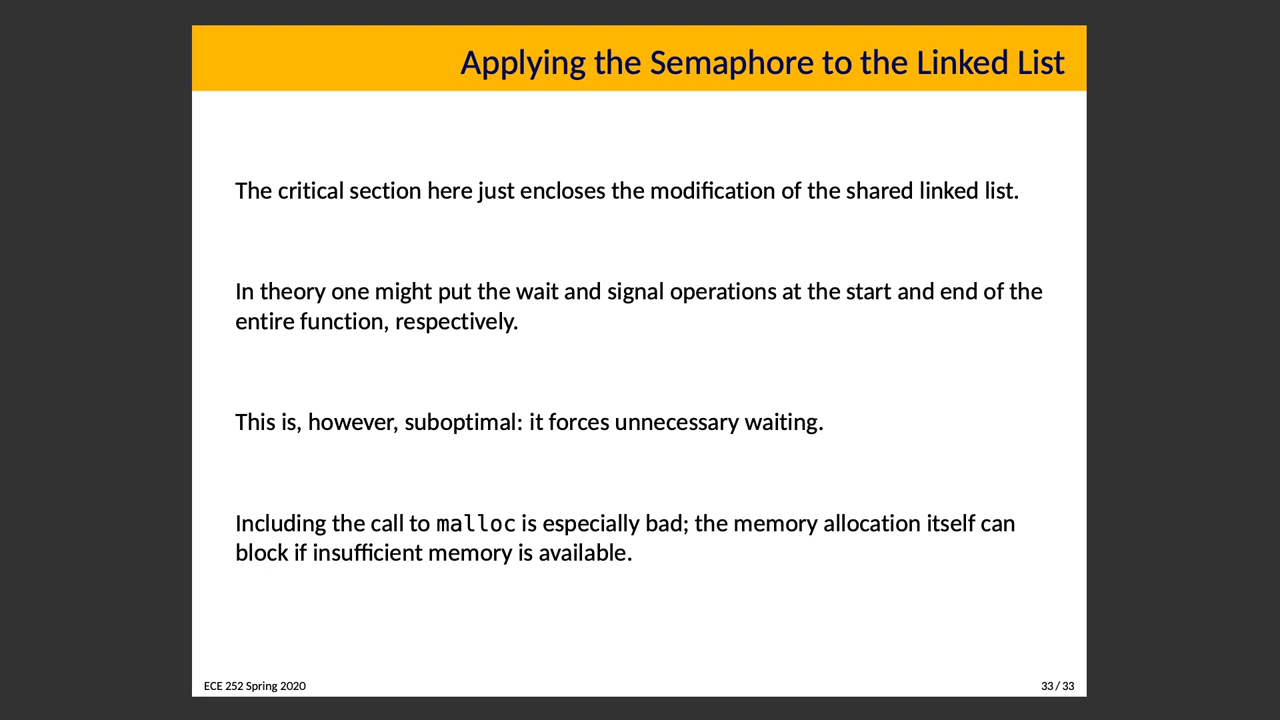 Applying the Semaphore to the Linked List
The critical section here just encloses the modification of the shared linked list.
In theory one might put the wait and signal operations at the start and end of the
entire function, respectively.
This is, however, suboptimal: it forces unnecessary waiting.
Including the call to malloc is especially bad; the memory allocation itself can
block if insufficient memory is available.
ECE 252 Spring 2020
33 / 33